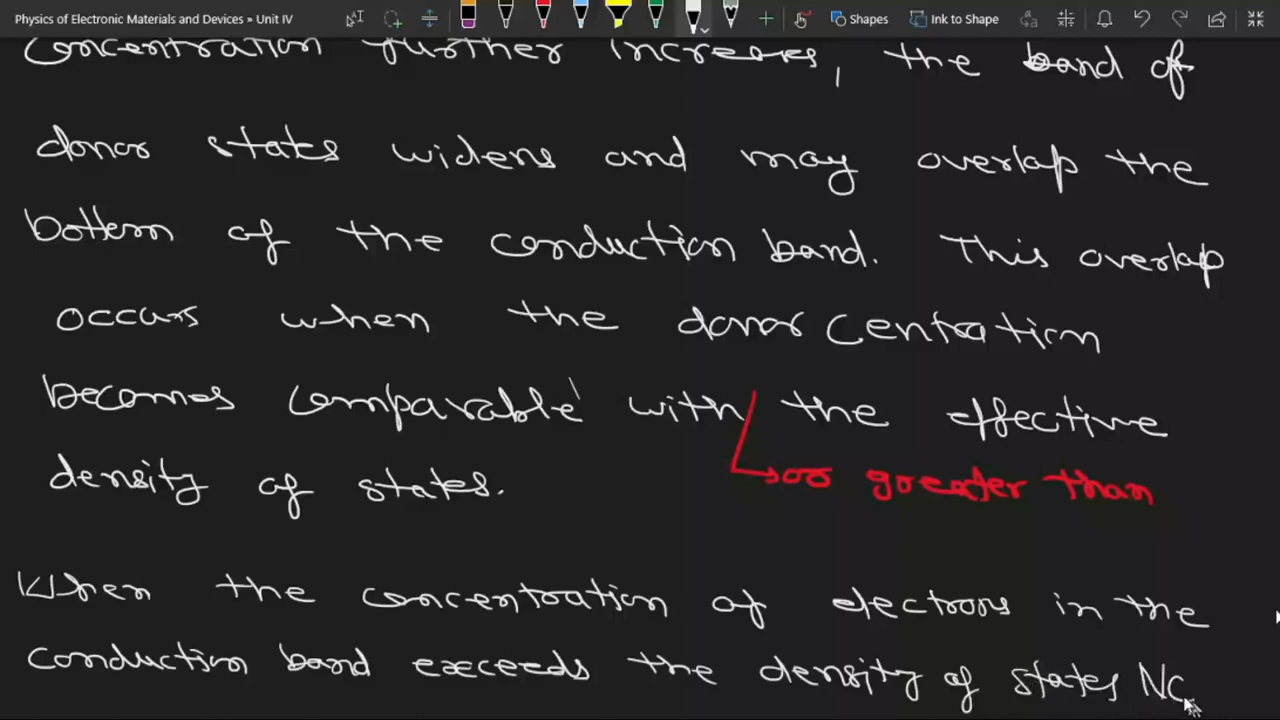 Physics of Electronic Materials and Devices » Unit IV
Shapes
Ink to Shape
Concentration further increases, the band of
donor states widens and may overlap the
bottom of the conduction band. This overlap
occurs when the donor centration
becomes comparable with the effective
or greater than
density of states.
When the concentration of electrons in the
conduction band exceeds the density of states Nc